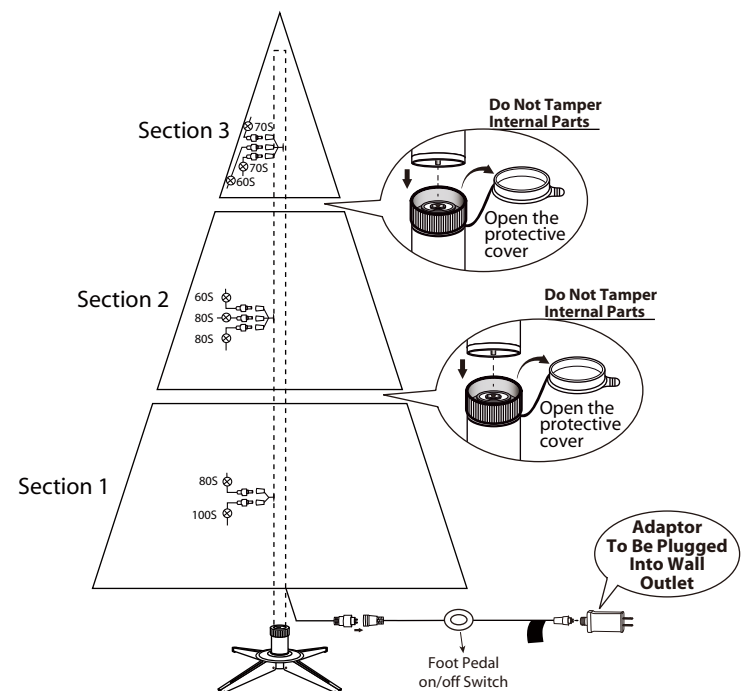 Do Not Tamper
Internal Parts
Section 3
70S
70S
60S
Open the
protective
cover
Section 2
60S
80S
80S
Do Not Tamper
Internal Parts
Open the
protective
cover
Section 1
80S
100S
Adaptor
To Be Plugged
Into Wall
Outlet
Foot Pedal
on/off Switch